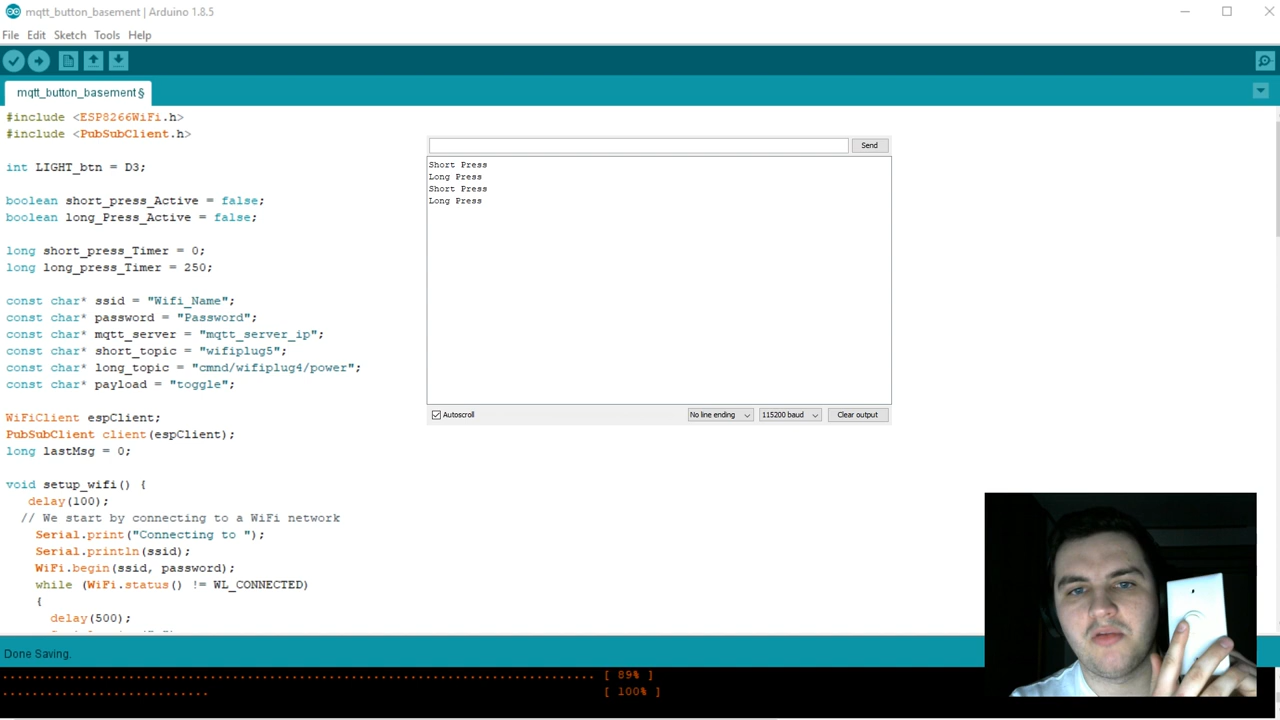 mqtt_button_basement | Arduino 1.8.5
File Edit Sketch Tools Help
mqtt_button_basement§
#include <ESP8266WiFi.h>
#include <PubSubClient.h>
int LIGHT_btn = D3;
boolean short_press_Active = false;
boolean long_Press_Active = false;
long short_press_Timer = 0;
long long_press_Timer = 250;
const char* ssid = "Wifi_Name";
const char* password = "Password";
const char* mqtt_server = "mqtt_server_ip";
const char* short_topic = "wifiplug5";
const char* long_topic = "cmnd/wifiplug4/power";
const char* payload = "toggle";
WiFiClient espClient;
PubSubClient client(espClient);
long lastMsg = 0;
void setup_wifi() {
delay(100);
// We start by connecting to a WiFi network
Serial.print("Connecting to ");
Serial.println(ssid);
WiFi.begin(ssid, password);
while (WiFi.status() != WL_CONNECTED)
{
delay(500);
Send
Short Press
Long Press
Short Press
Long Press
Autoscroll
No line ending
115200 baud
Clear output
Done Saving.
................................................................................ [ 89% ]
............................ [ 100% ]